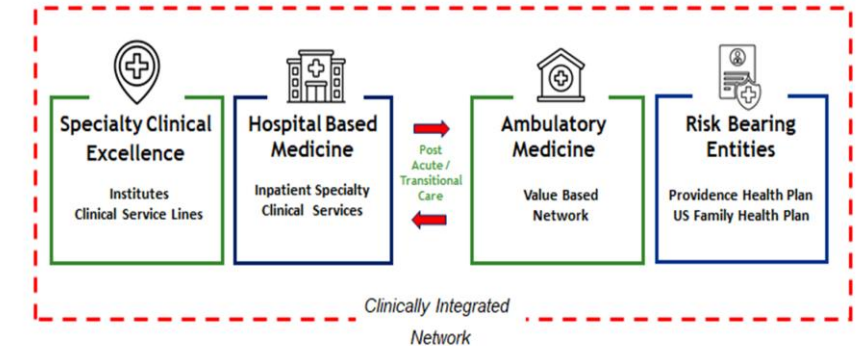 Specialty Clinical
Excellence
Institutes
Clinical Service Lines
Hospital Based
Medicine
Inpatient Specialty
Clinical Services
Post
Acute /
Transitional
Care
Ambulatory
Medicine
Value Based
Network
Risk Bearing
Entities
Providence Health Plan
US Family Health Plan
Clinically Integrated
Network